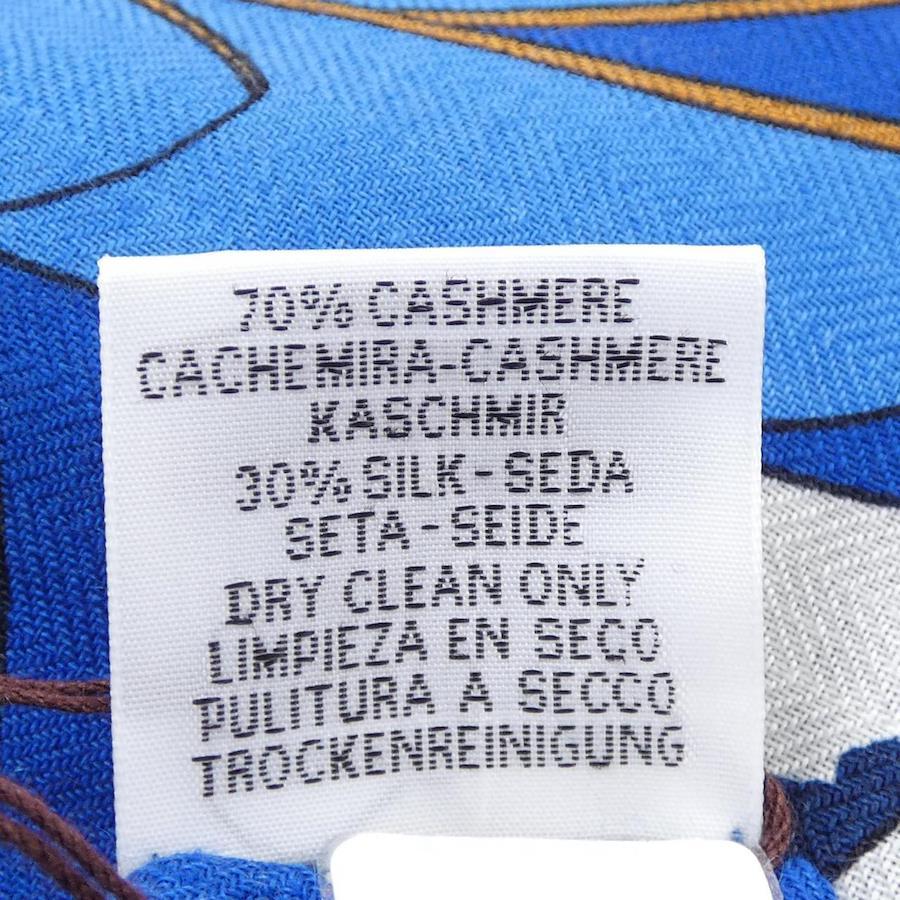 70% CASHMERE
CACHEMIRA-CASHMERE
KASCHMIR
30% SILK-SEDA
SETA-SEIDE
DRY CLEAN ONLY
LIMPIEZA EN SECO
PULITURA A SECCO
TROCKENREINIGUNG